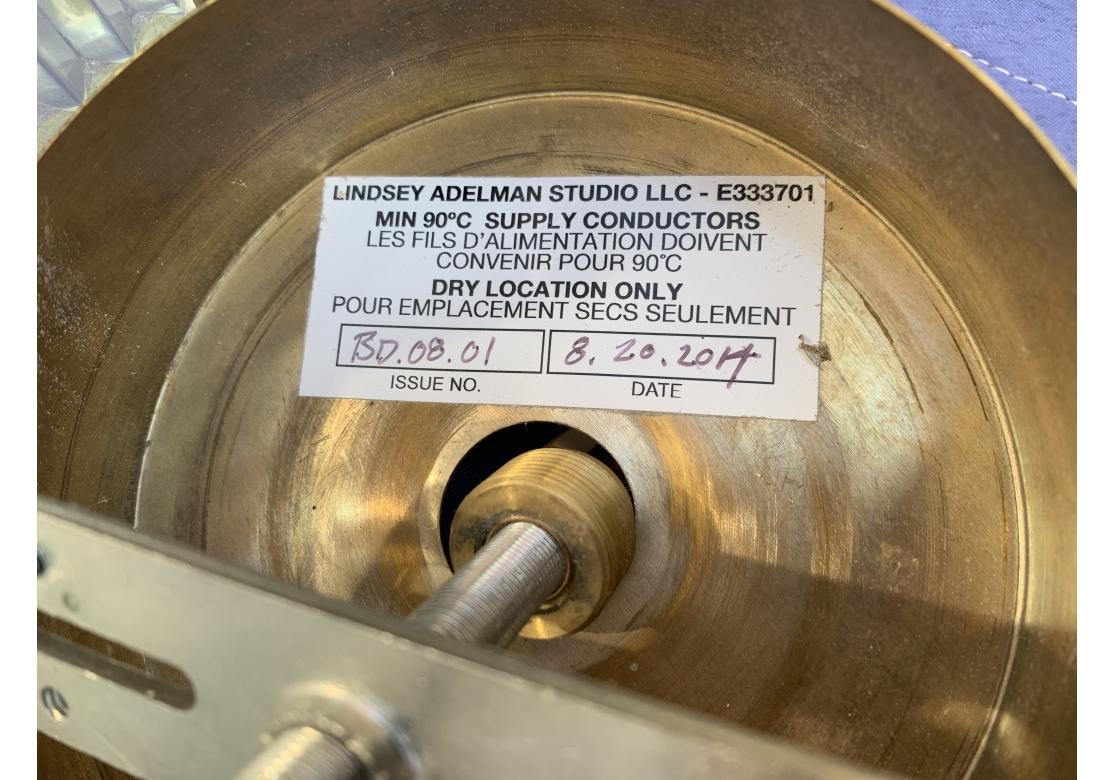 LINDSEY ADELMAN STUDIO LLC - E333701
MIN 90ºC SUPPLY CONDUCTORS
LES FILS D'ALIMENTATION DOIVENT
CONVENIR POUR 90°C
DRY LOCATION ONLY
POUR EMPLACEMENT SECS SEULEMENT
BD.08.01 8.20.2014
ISSUE NO. DATE